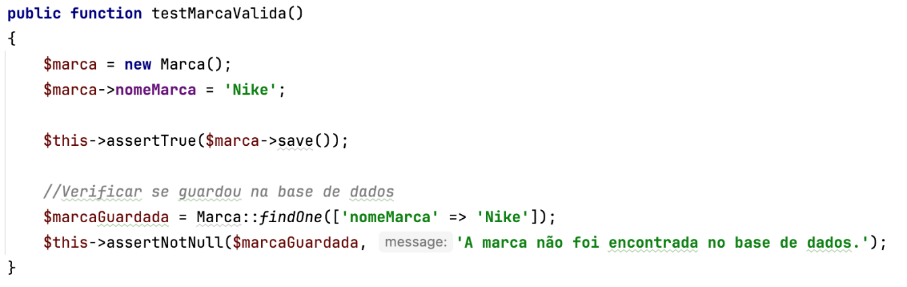 public function testMarcaValida()
{
$marca = new Marca();
$marca->nomeMarca = 'Nike';
$this->assertTrue($marca->save());
//Verificar se guardou na base de dados
$marcaGuardada = Marca::findOne(['nomeMarca' => 'Nike']);
$this->assertNotNull($marcaGuardada, message: 'A marca não foi encontrada no base de dados.');
}